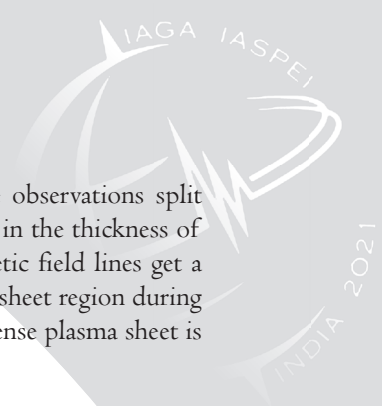 IAGA IASPEI
INDIA 2021
observations split
in the thickness of
etic field lines get a
sheet region during
ense plasma sheet is